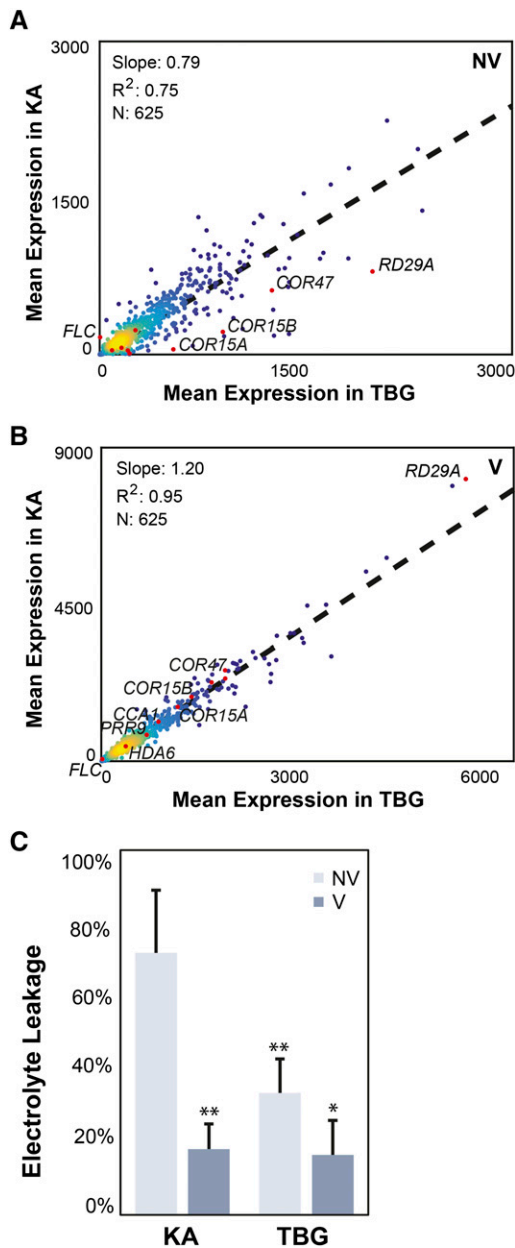 A
3000
Slope: 0.79
NV
R²: 0.75
N: 625
Mean Expression in KA
1500
RD29A
COR47
FLC
COR15B
COR15A
0
0
1500
3000
Mean Expression in TBG
B
9000
Slope: 1.20
V
RD29A
R²: 0.95
N: 625
Mean Expression in KA
4500
COR47
COR15B
CCA1
COR15A
PRR9
HDA6
0
FLC
0
3000
6000
Mean Expression in TBG
C
100%
NV
V
80%
60%
Electrolyte Leakage
40%
**
**
*
20%
0%
KA
TBG